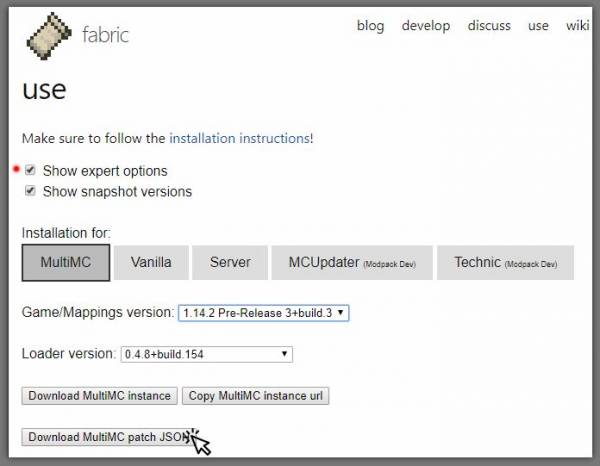 fabric
blog develop discuss use wiki
use
Make sure to follow the installation instructions!
Show expert options
Show snapshot versions
Installation for:
MultiMC Vanilla Server MCUpdater (Modpack Dev) Technic (Modpack Dev)
Game/Mappings version: 1.14.2 Pre-Release 3+build.3
Loader version: 0.4.8+build.154
Download MultiMC instance Copy MultiMC instance url
Download MultiMC patch JSON